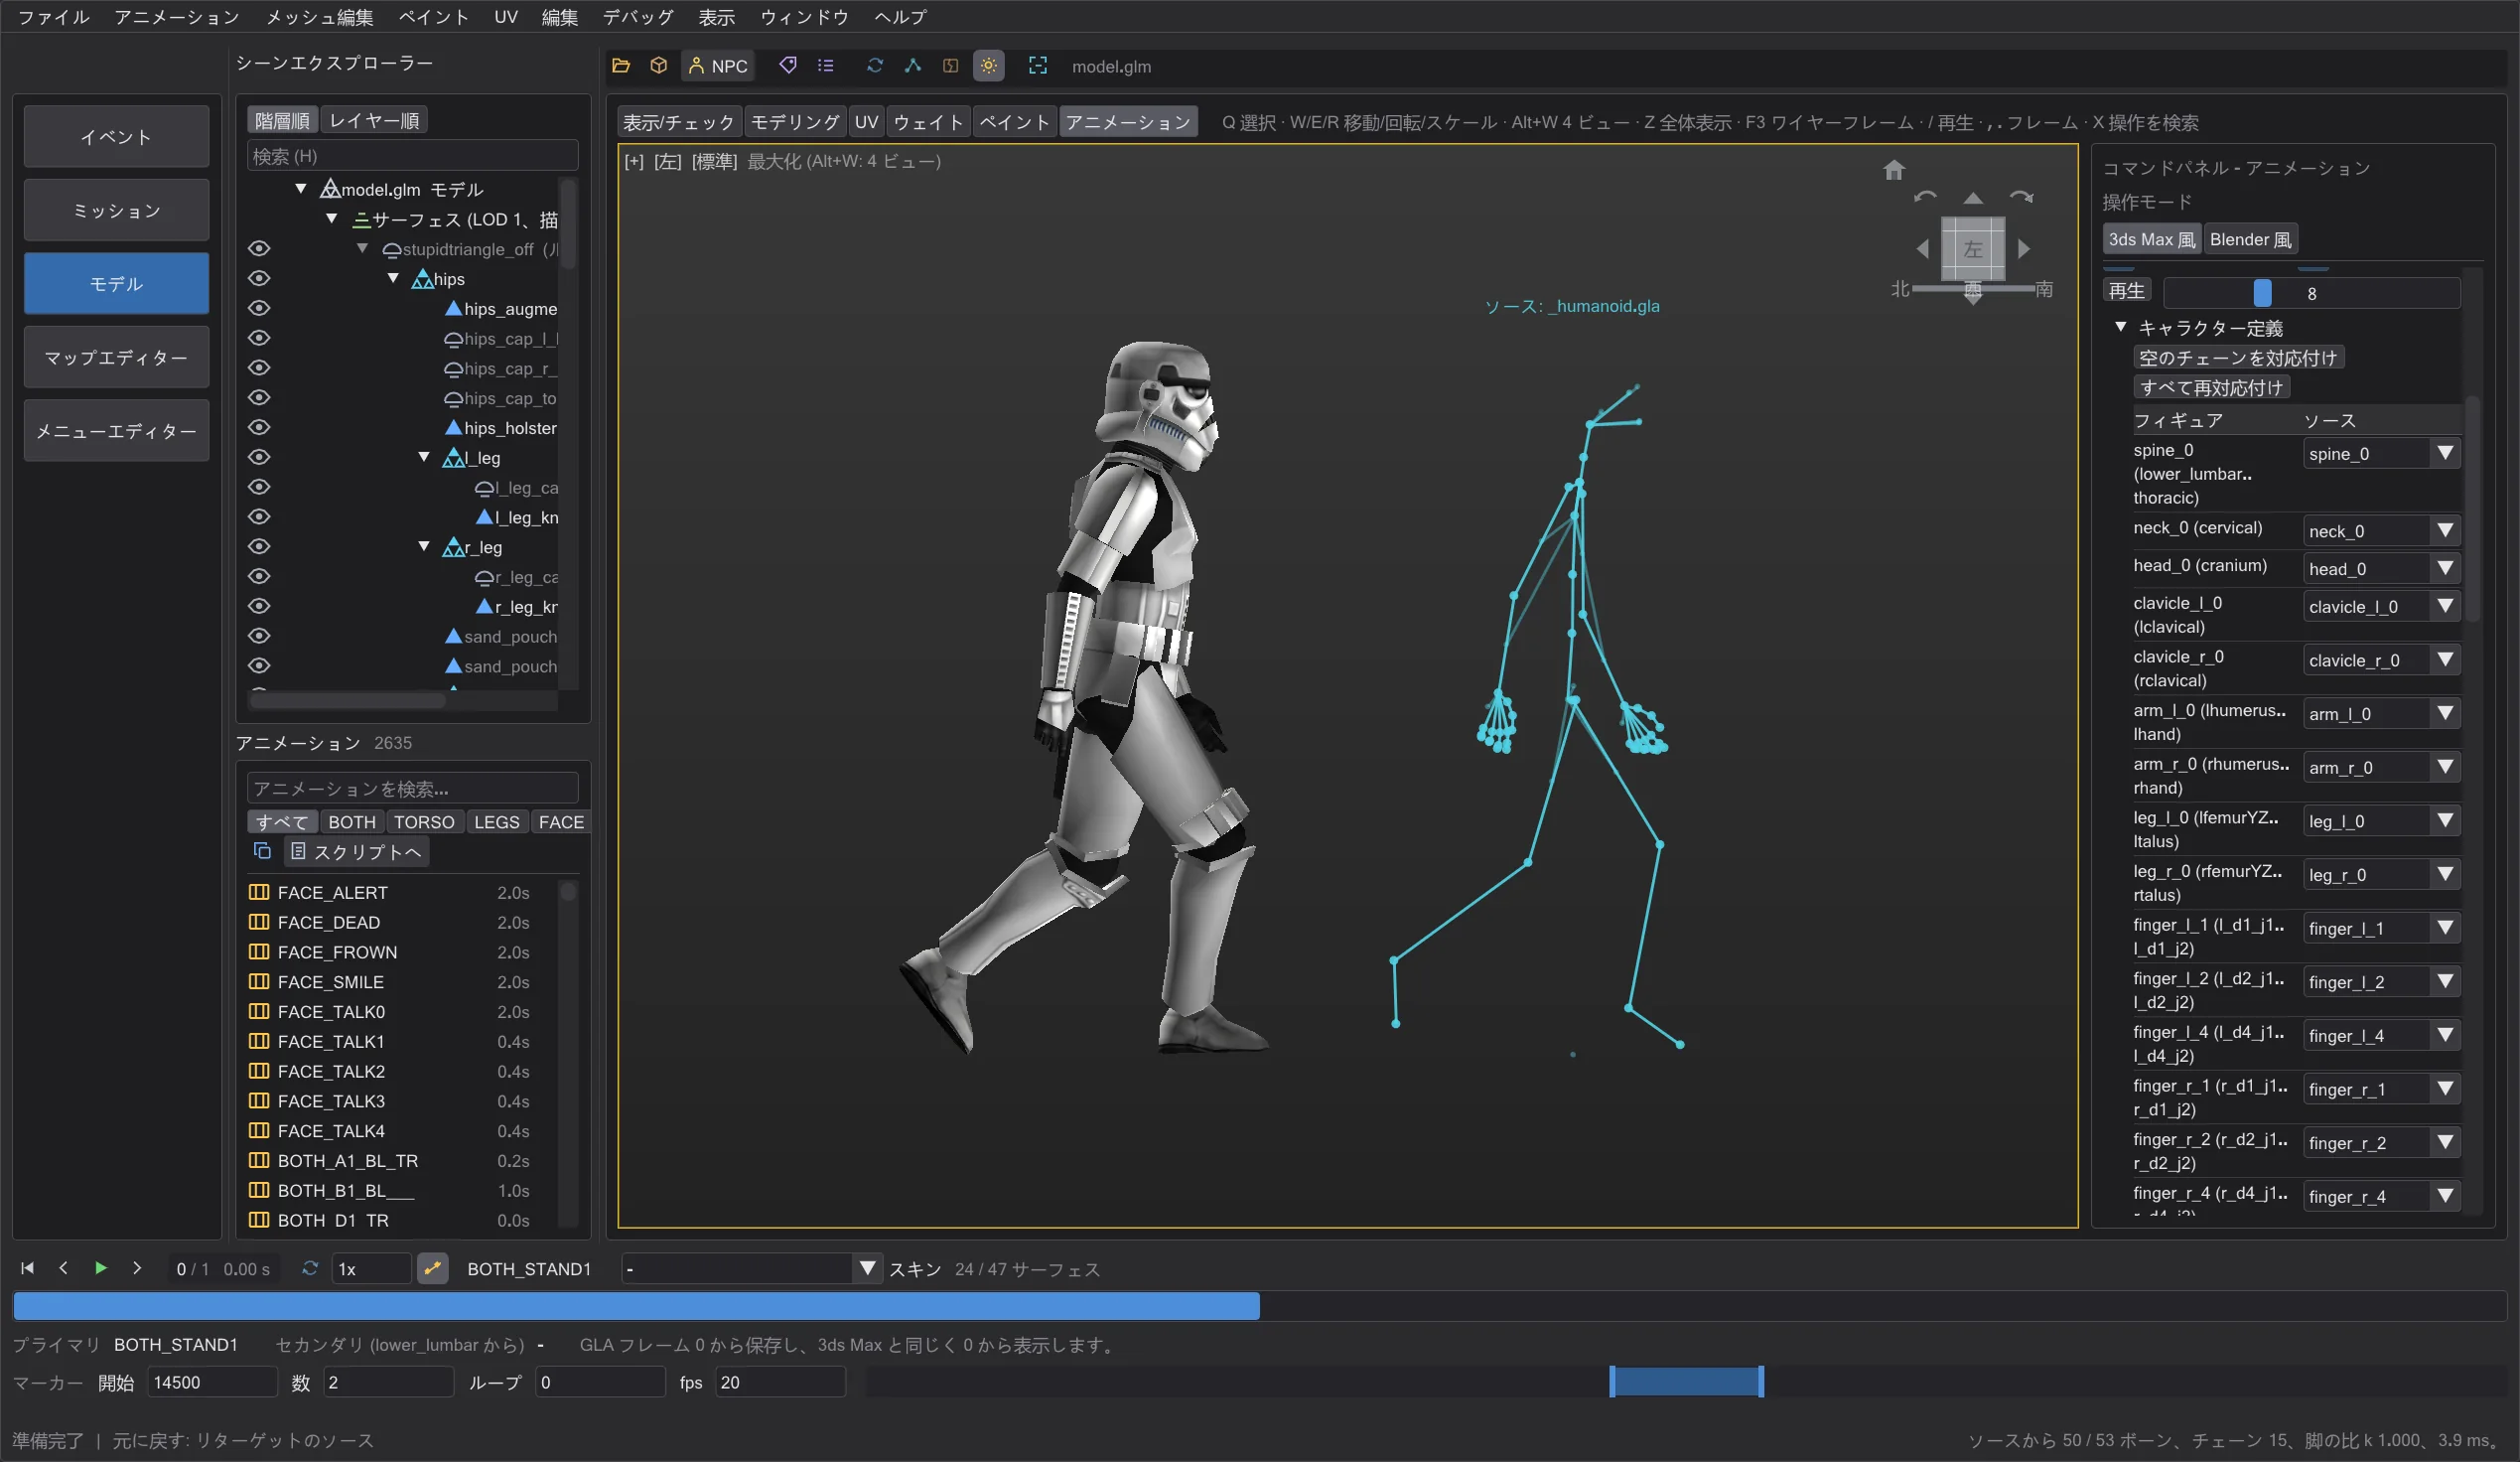 ファイル アニメーション メッシュ編集 ペイント UV 編集 デバッグ 表示 ウィンドウ ヘルプ
シーンエクスプローラー
NPC model.glm
イベント
ミッション
モデル
マップエディター
メニューエディター
階層順 レイヤー順
検索 (H)
model.glm モデル
サーフェス (LOD 1、描
stupidtriangle_off
hips
hips_augme
hips_cap_l_
hips_cap_r_
hips_cap_to
hips_holster
l_leg
l_leg_ca
l_leg_kn
r_leg
r_leg_ca
r_leg_kn
sand_pouch
sand_pouch
アニメーション 2635
アニメーションを検索...
すべて BOTH TORSO LEGS FACE
スクリプトへ
FACE_ALERT 2.0s
FACE_DEAD 2.0s
FACE_FROWN 2.0s
FACE_SMILE 2.0s
FACE_TALK0 2.0s
FACE_TALK1 0.4s
FACE_TALK2 0.4s
FACE_TALK3 0.4s
FACE_TALK4 0.4s
BOTH_A1_BL_TR 0.2s
BOTH_B1_BL___ 1.0s
BOTH_D1_TR 0.0s
表示/チェック モデリング UV ウェイト ペイント アニメーション Q 選択 · W/E/R 移動/回転/スケール · Alt+W 4 ビュー · Z 全体表示 · F3 ワイヤーフレーム · / 再生 · , . フレーム · X 操作を検索
[+] [左] [標準] 最大化 (Alt+W: 4 ビュー)
左
北 西 南
ソース: _humanoid.gla
コマンドパネル - アニメーション
操作モード
3ds Max 風 Blender 風
再生 8
キャラクター定義
空のチェーンを対応付け
すべて再対応付け
フィギュア ソース
spine_0 (lower_lumbar.. thoracic) spine_0
neck_0 (cervical) neck_0
head_0 (cranium) head_0
clavicle_l_0 (lclavical) clavicle_l_0
clavicle_r_0 (rclavical) clavicle_r_0
arm_l_0 (lhumerus.. lhand) arm_l_0
arm_r_0 (rhumerus.. rhand) arm_r_0
leg_l_0 (lfemurYZ.. ltalus) leg_l_0
leg_r_0 (rfemurYZ.. rtalus) leg_r_0
finger_l_1 (l_d1_j1.. l_d1_j2) finger_l_1
finger_l_2 (l_d2_j1.. l_d2_j2) finger_l_2
finger_l_4 (l_d4_j1.. l_d4_j2) finger_l_4
finger_r_1 (r_d1_j1.. r_d1_j2) finger_r_1
finger_r_2 (r_d2_j1.. r_d2_j2) finger_r_2
finger_r_4 (r_d4_j1.. finger_r_4
0 / 1 0.00 s 1x BOTH_STAND1 - スキン 24 / 47 サーフェス
プライマリ BOTH_STAND1 セカンダリ (lower_lumbar から) - GLA フレーム 0 から保存し、3ds Max と同じく 0 から表示します。
マーカー 開始 14500 数 2 ループ 0 fps 20
準備完了 | 元に戻す: リターゲットのソース
ソースから 50 / 53 ボーン、チェーン 15、脚の比 k 1.000、3.9 ms。